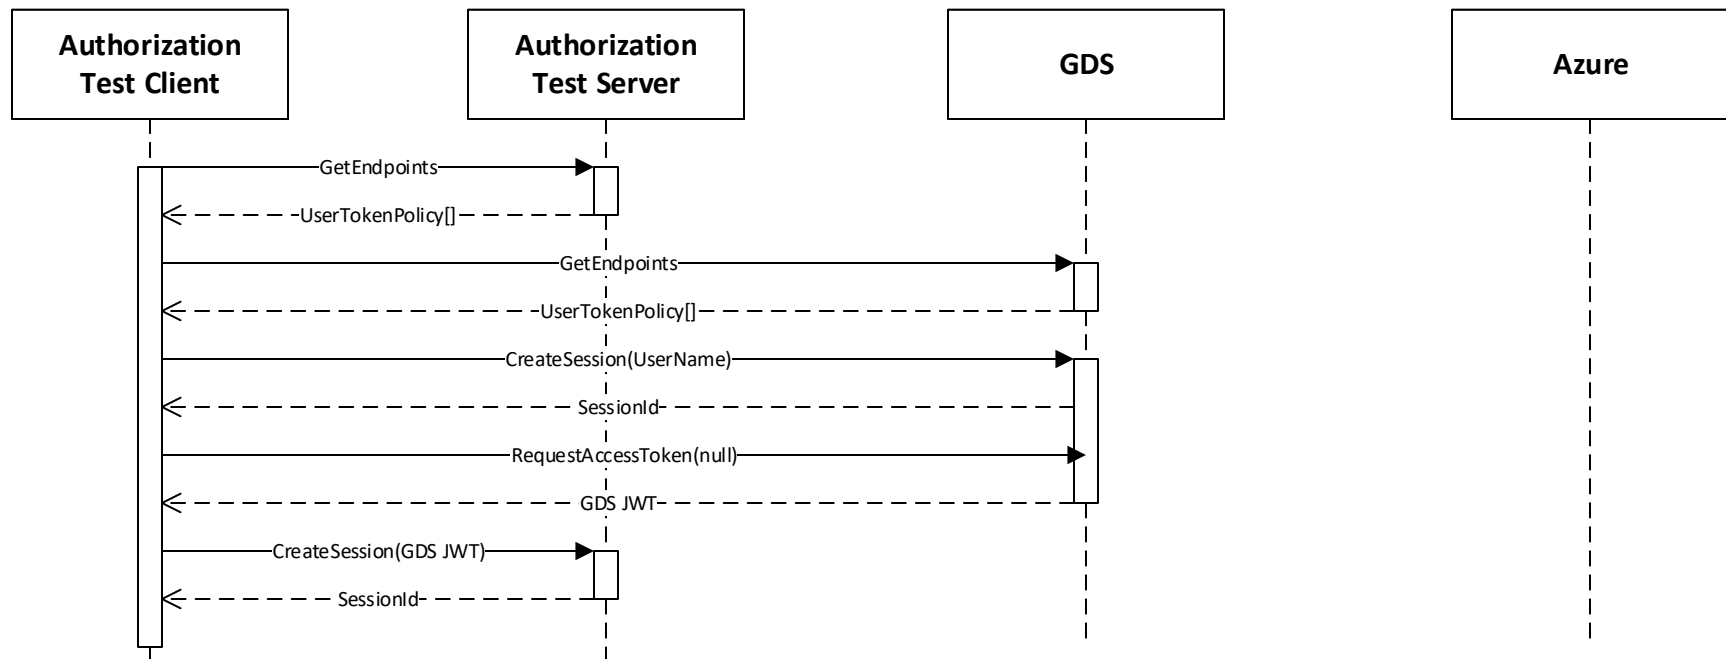 Authorization
Test Client
Authorization
Test Server
GDS
Azure
GetEndpoints
UserTokenPolicy[]
GetEndpoints
UserTokenPolicy[]
CreateSession(UserName)
SessionId
RequestAccessToken(null)
GDS JWT
CreateSession(GDS JWT)
SessionId